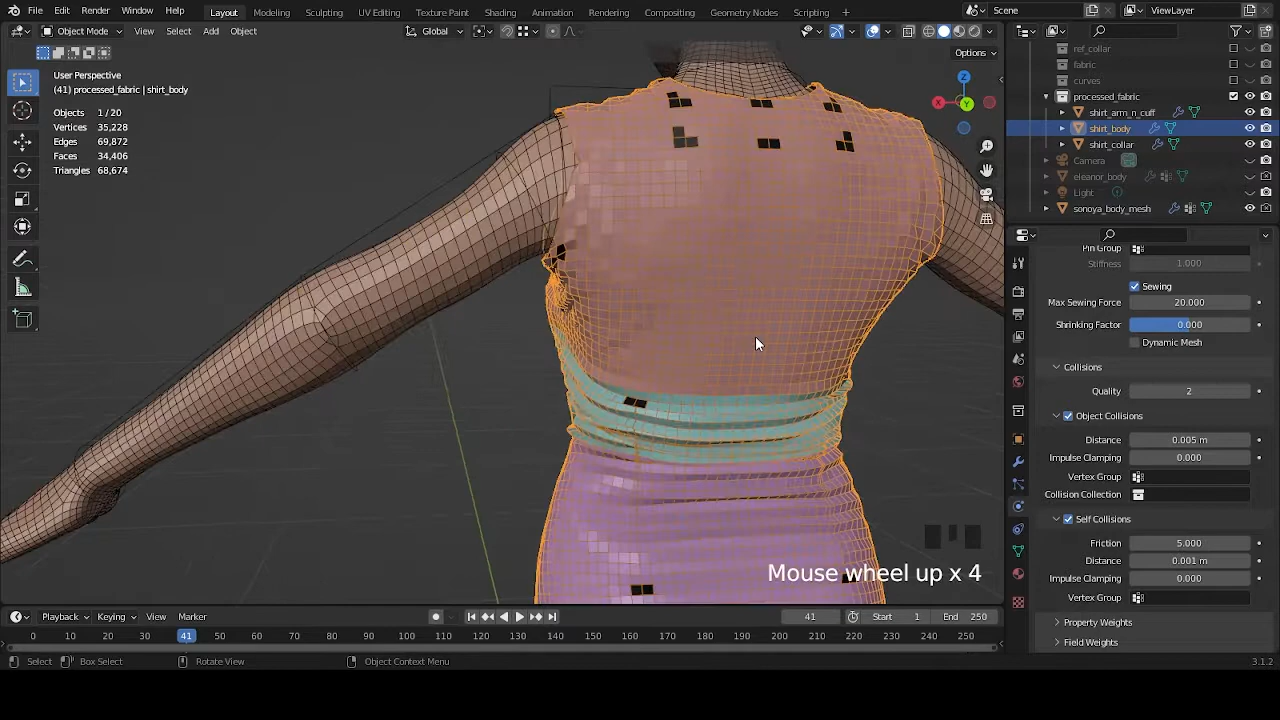 File Edit Render Window Help Layout Modeling Sculpting UV Editing Texture Paint Shading Animation Rendering Compositing Geometry Nodes Scripting + Scene ViewLayer
Object Mode View Select Add Object Global
Options
User Perspective
(41) processed_fabric | shirt_body
Objects 1/20
Vertices 35,228
Edges 69,872
Faces 34,406
Triangles 68,674
Z
X
Y
Mouse wheel up x 4
ref_collar
fabric
curves
processed_fabric
shirt_arm_n_cuff
shirt_body
shirt_collar
Camera
eleanor_body
Light
sonoya_body_mesh
Pin Group
Stiffness 1.000
Sewing
Max Sewing Force 20.000
Shrinking Factor 0.000
Dynamic Mesh
Collisions
Quality 2
Object Collisions
Distance 0.005 m
Impulse Clamping 0.000
Vertex Group
Collision Collection
Self Collisions
Friction 5.000
Distance 0.001 m
Impulse Clamping 0.000
Vertex Group
Property Weights
Field Weights
Playback Keying View Marker 41 Start 1 End 250
0 10 20 30 41 50 60 70 80 90 100 110 120 130 140 150 160 170 180 190 200 210 220 230 240 250
Select Box Select Rotate View Object Context Menu 3.1.2